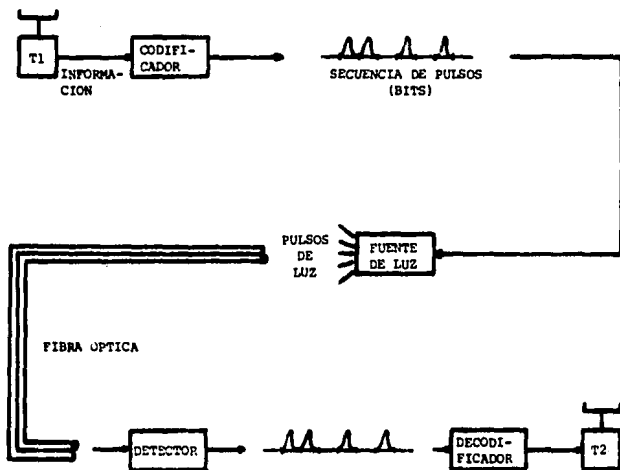 T1
INFORMA-
CION
CODIFI-
CADOR
SECUENCIA DE PULSOS
(BITS)
PULSOS
DE
LUZ
FUENTE
DE LUZ
FIBRA OPTICA
DETECTOR
DECODI-
FICADOR
T2